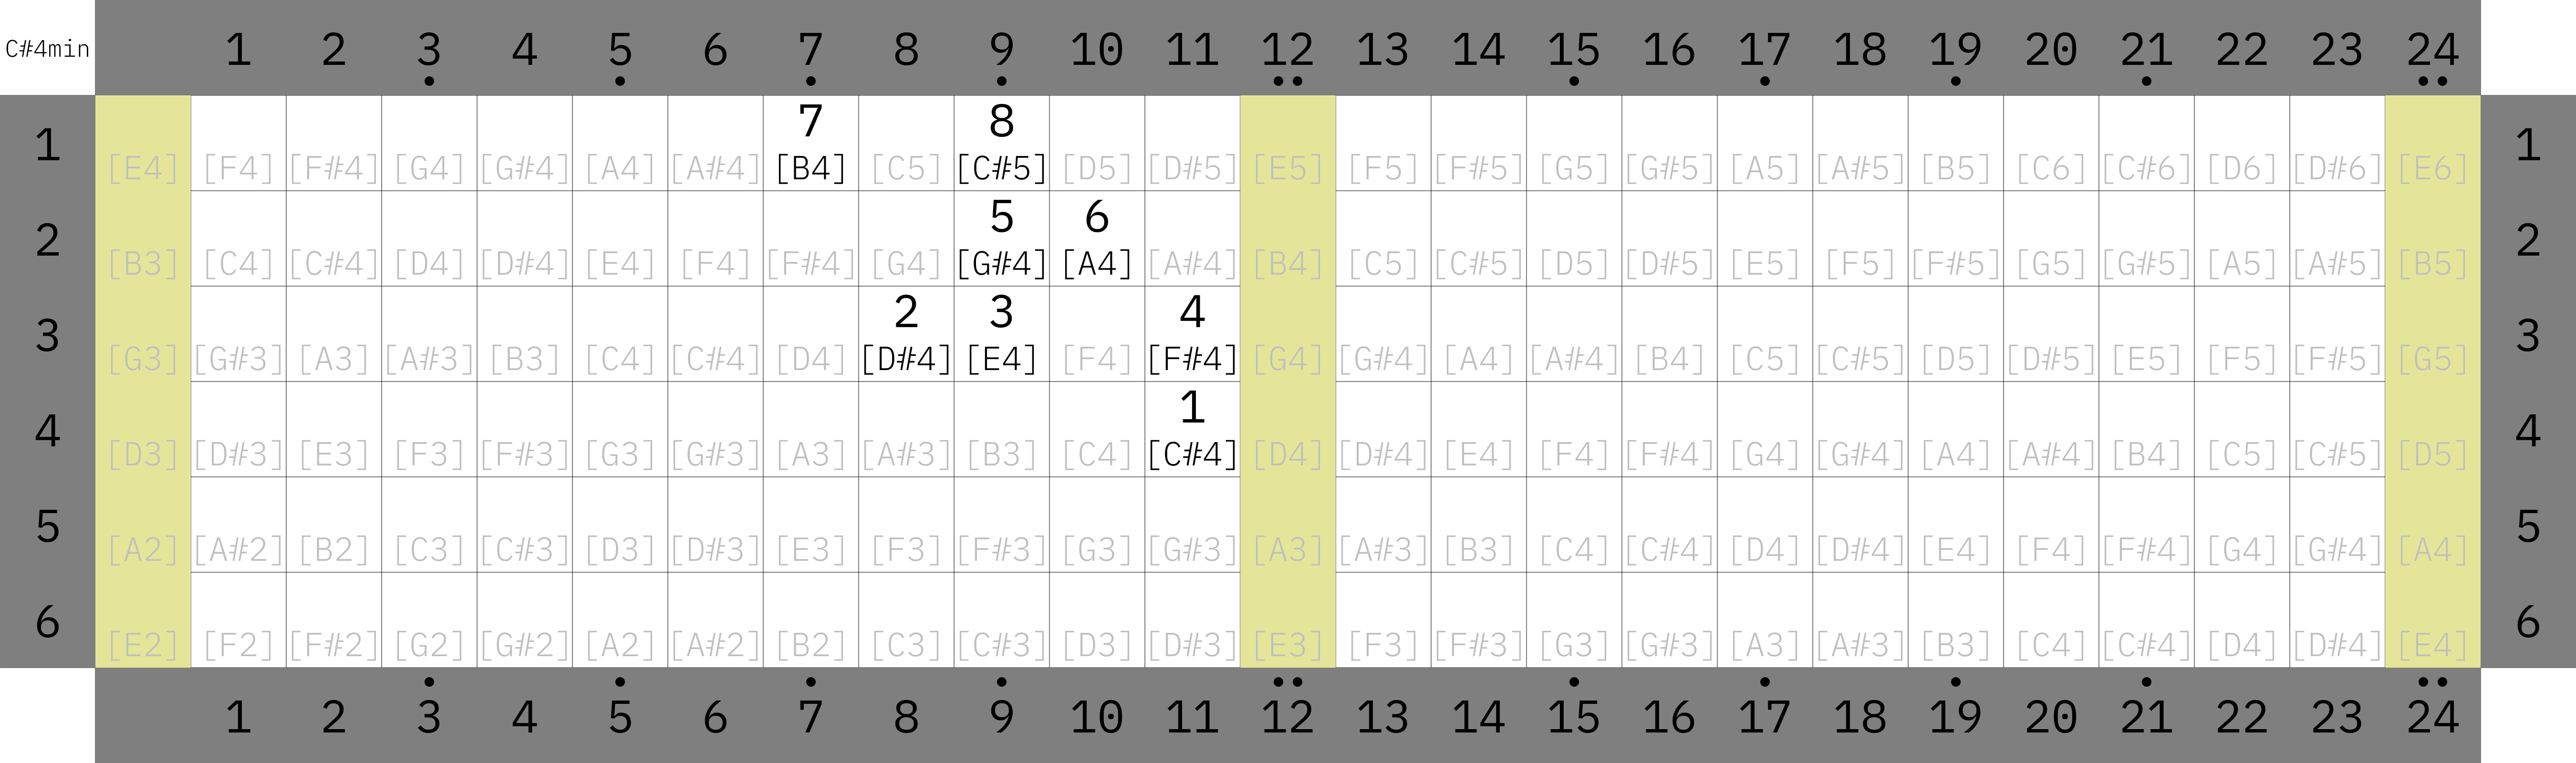 C#4min 1 2 3 4 5 6 7 8 9 10 11 12 13 14 15 16 17 18 19 20 21 22 23 24
7 8
1 [E4] [F4] [F#4] [G4] [G#4] [A4] [A#4] [B4] [C5] [C#5] [D5] [D#5] [E5] [F5] [F#5] [G5] [G#5] [A5] [A#5] [B5] [C6] [C#6] [D6] [D#6] [E6] 1
5 6
2 [B3] [C4] [C#4] [D4] [D#4] [E4] [F4] [F#4] [G4] [G#4] [A4] [A#4] [B4] [C5] [C#5] [D5] [D#5] [E5] [F5] [F#5] [G5] [G#5] [A5] [A#5] [B5] 2
2 3 4
3 [G3] [G#3] [A3] [A#3] [B3] [C4] [C#4] [D4] [D#4] [E4] [F4] [F#4] [G4] [G#4] [A4] [A#4] [B4] [C5] [C#5] [D5] [D#5] [E5] [F5] [F#5] [G5] 3
1
4 [D3] [D#3] [E3] [F3] [F#3] [G3] [G#3] [A3] [A#3] [B3] [C4] [C#4] [D4] [D#4] [E4] [F4] [F#4] [G4] [G#4] [A4] [A#4] [B4] [C5] [C#5] [D5] 4
5 [A2] [A#2] [B2] [C3] [C#3] [D3] [D#3] [E3] [F3] [F#3] [G3] [G#3] [A3] [A#3] [B3] [C4] [C#4] [D4] [D#4] [E4] [F4] [F#4] [G4] [G#4] [A4] 5
6 [E2] [F2] [F#2] [G2] [G#2] [A2] [A#2] [B2] [C3] [C#3] [D3] [D#3] [E3] [F3] [F#3] [G3] [G#3] [A3] [A#3] [B3] [C4] [C#4] [D4] [D#4] [E4] 6
1 2 3 4 5 6 7 8 9 10 11 12 13 14 15 16 17 18 19 20 21 22 23 24